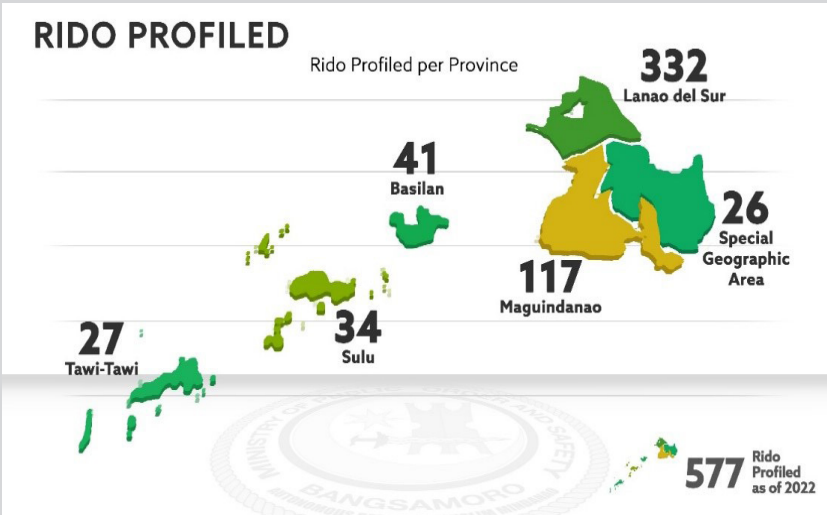 RIDO PROFILED
Rido Profiled per Province
332
Lanao del Sur
41
Basilan
26
Special
Geographic
Area
117
Maguindanao
34
Sulu
27
Tawi-Tawi
MINISTRY OF PUBLIC ORDER AND SAFETY
BANGSAMORO
577
Rido
Profiled
as of 2022